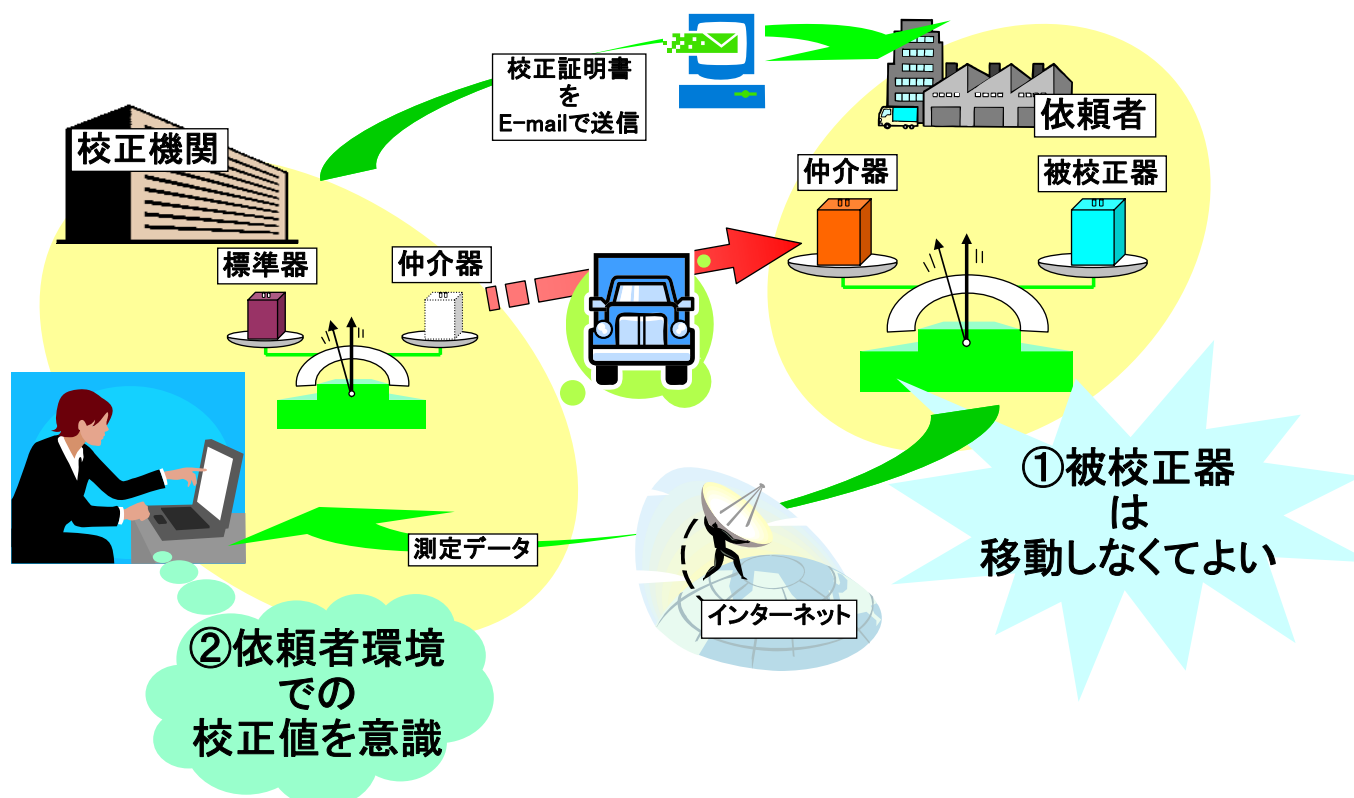 校正証明書
を
E-mailで送信
校正機関
依頼者
仲介器
被校正器
標準器
仲介器
①被校正器
は
移動しなくてよい
測定データ
インターネット
②依頼者環境
での
校正値を意識